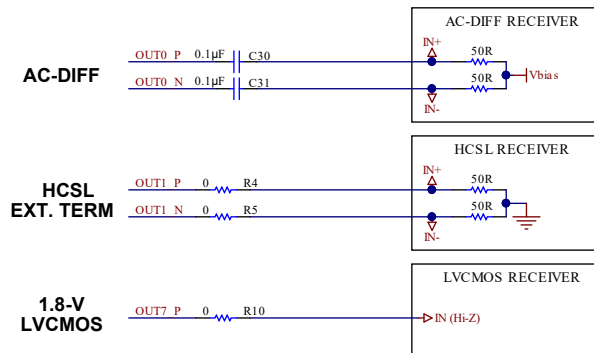 AC-DIFF RECEIVER
AC-DIFF
OUT0_P 0.1µF C30 IN+ 50R
OUT0_N 0.1µF C31 50R Vbias
IN-
HCSL RECEIVER
HCSL
EXT. TERM
OUT1_P 0 R4 IN+ 50R
OUT1_N 0 R5 50R
IN-
LVCMOS RECEIVER
1.8-V
LVCMOS
OUT7_P 0 R10 IN (Hi-Z)